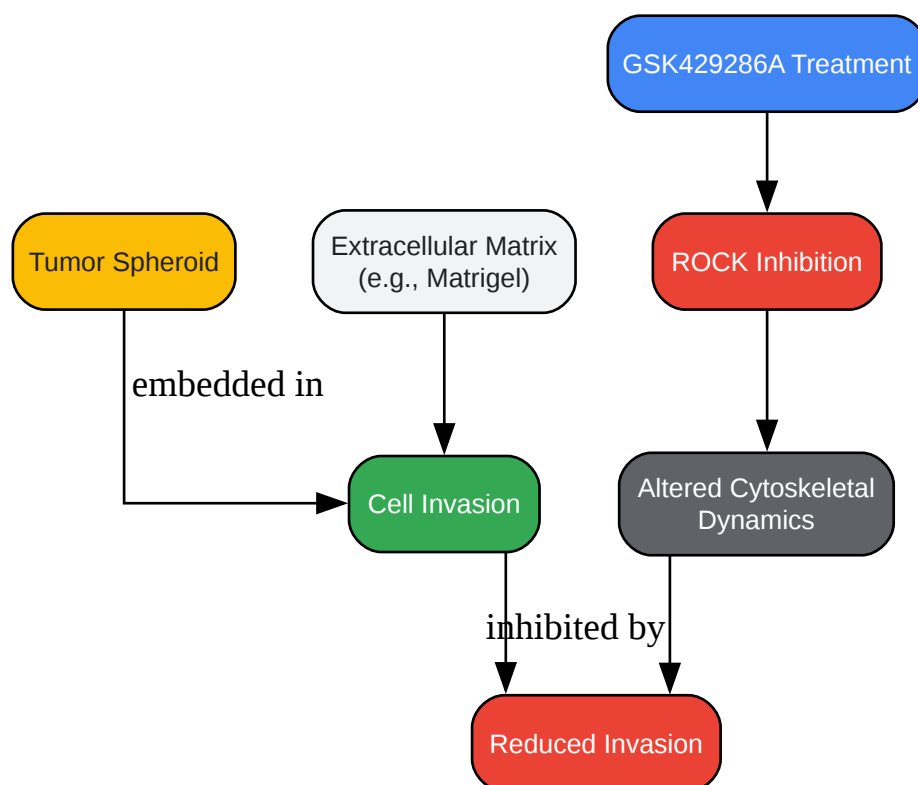 GSK429286A Treatment
Tumor Spheroid
Extracellular Matrix
(e.g., Matrigel)
ROCK Inhibition
embedded in
Cell Invasion
Altered Cytoskeletal
Dynamics
inhibited by
Reduced Invasion